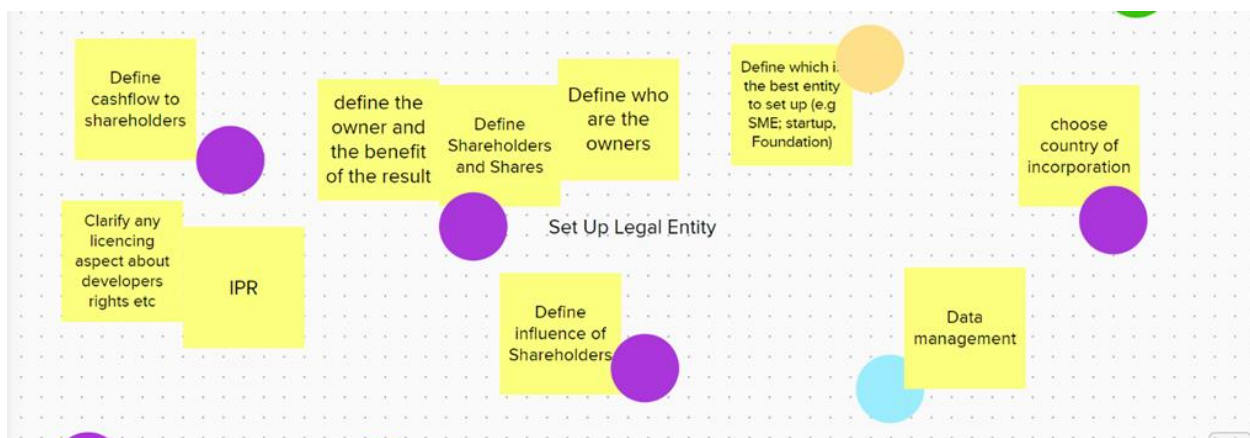 Define
cashflow to
shareholders
define the
owner and
the benefit
of the result
Define
Shareholders
and Shares
Define who
are the
owners
Define which i
the best entity
to set up (e.g
SME; startup,
Foundation)
choose
country of
incorporation
Clarify any
licencing
aspect about
developers
rights etc
IPR
Set Up Legal Entity
Define
influence of
Shareholders
Data
management